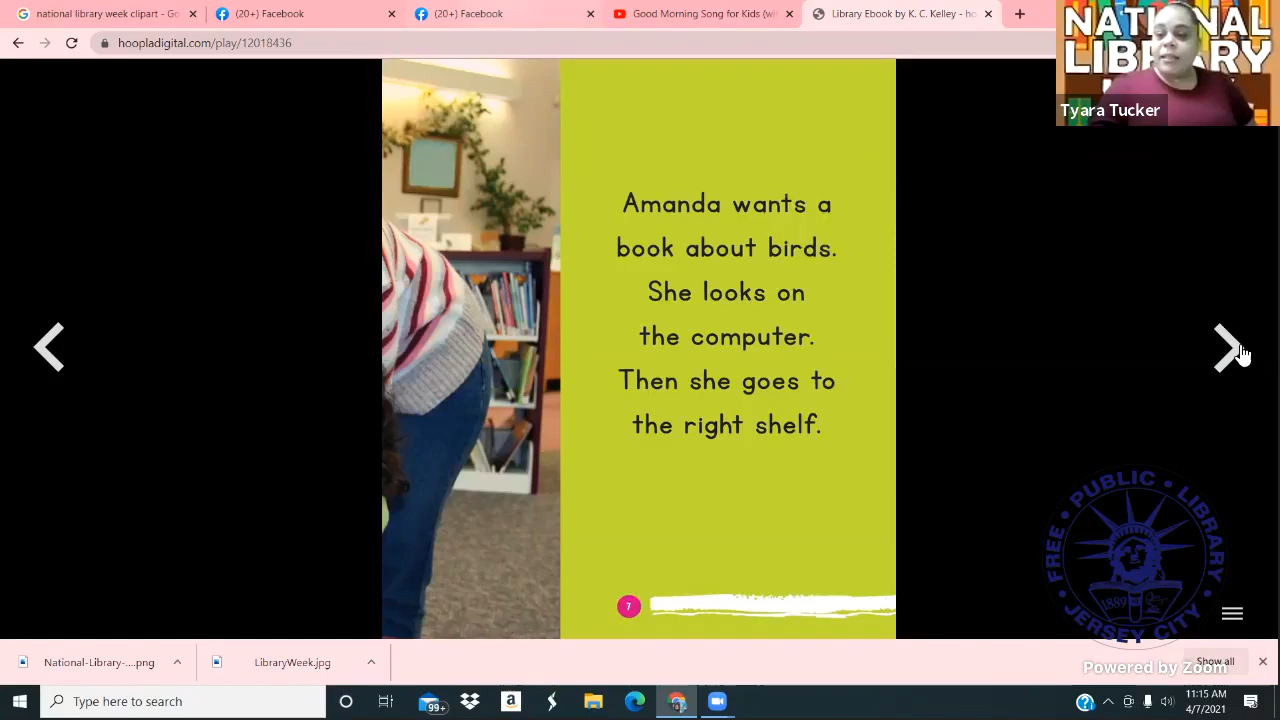 national library week clipart - Go
(20+) Facebook
(20+) Facebook
Good Morning Song for Kids (wi
Library Ebook by K. C. Kelley - ho
hoopladigital.com/play/12018436
NATIONAL
LIBRARY
Tyara Tucker
Amanda wants a
book about birds.
She looks on
the computer.
Then she goes to
the right shelf.
7
FREE • PUBLIC • LIBRARY
1889
• JERSEY CITY •
Powered by Zoom
National-Library-....png
LibraryWeek.jpg
Show all
Type here to search
99+
11:15 AM
4/7/2021